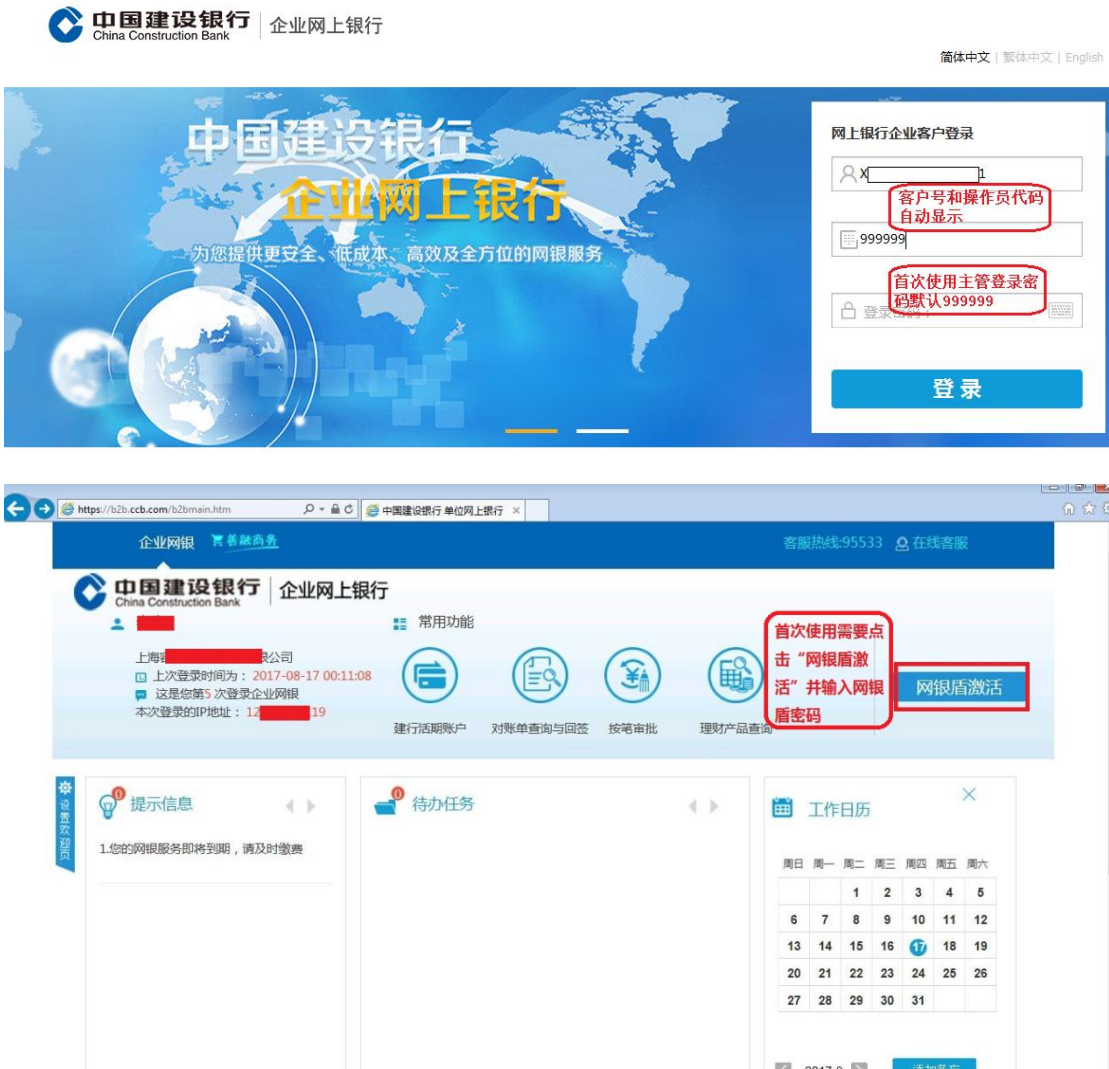 中国建设银行 企业网上银行
China Construction Bank
简体中文 | 繁体中文 | English
中国建设银行
企业网上银行
为您提供更安全、低成本、高效及全方位的网银服务
网上银行企业客户登录
X 1
客户号和操作员代码
自动显示
999999
首次使用主管登录密
码默认999999
登录
登录
https://b2b.ccb.com/b2bmain.htm
中国建设银行 单位网上银行 ×
企业网银 善融商务
客服热线:95533 在线客服
中国建设银行 企业网上银行
China Construction Bank
常用功能
上海 限公司
上次登录时间为：2017-08-17 00:11:08
这是您第5 次登录企业网银
本次登录的IP地址：12 19
建行活期账户 对账单查询与回签 按笔审批 理财产品查询
首次使用需要点
击“网银盾激
活”并输入网银
盾密码
网银盾激活
设置欢迎页
0 提示信息
1.您的网银服务即将到期，请及时缴费
0 待办任务
工作日历
周日 周一 周二 周三 周四 周五 周六
1 2 3 4 5
6 7 8 9 10 11 12
13 14 15 16 17 18 19
20 21 22 23 24 25 26
27 28 29 30 31